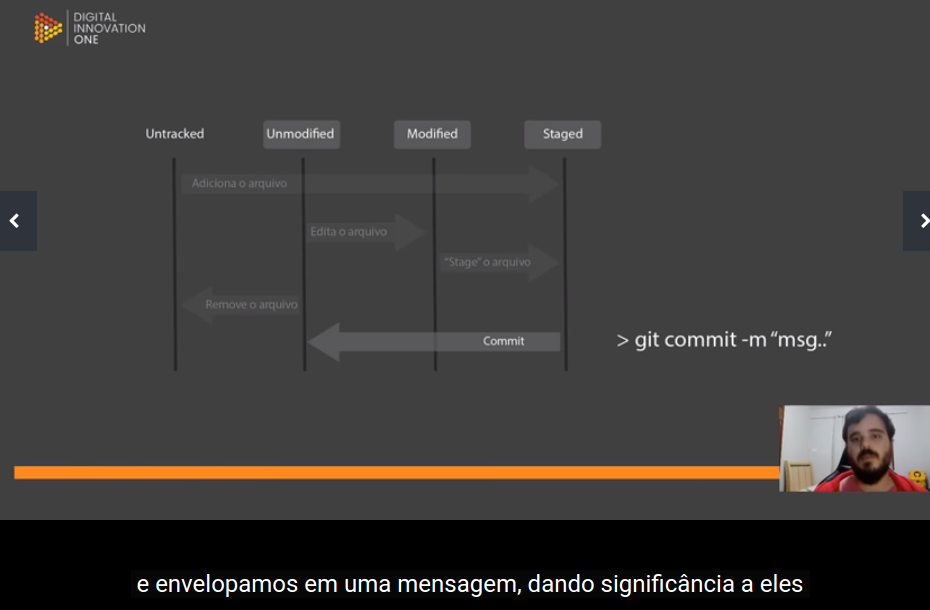 DIGITAL
INNOVATION
ONE
Untracked
Unmodified
Modified
Staged
Adiciona o arquivo
Edita o arquivo
“Stage” o arquivo
Remove o arquivo
Commit
> git commit -m “msg..”
e envelopamos em uma mensagem, dando significância a eles